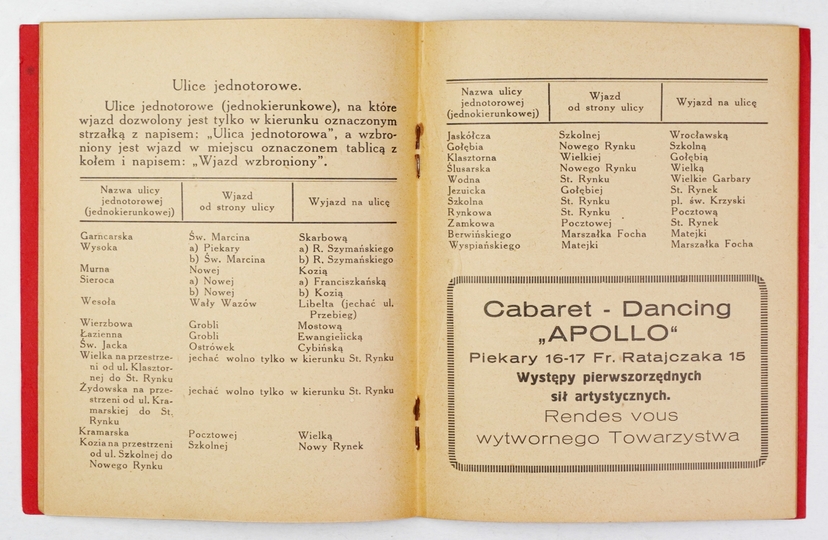 Ulice jednotorowe.
Ulice jednotorowe (jednokierunkowe), na które
wjazd dozwolony jest tylko w kierunku oznaczonym
strzałką z napisem: „Ulica jednotorowa”, a wzbro-
niony jest wjazd w miejscu oznaczonem tablicą z
kołem i napisem: „Wjazd wzbroniony”.
Nazwa ulicy jednotorowej (jednokierunkowej) Wjazd od strony ulicy Wyjazd na ulicę
Garncarska Św. Marcina Skarbową
Wysoka a) Piekary a) R. Szymańskiego
b) Św. Marcina b) R. Szymańskiego
Murna Nowej Kozią
Sieroca a) Nowej a) Franciszkańską
b) Nowej b) Kozią
Wesoła Wały Wazów Libelta (jechać ul.
Przebieg)
Wierzbowa Grobli Mostową
Łazienna Grobli Ewangielicką
Św. Jacka Ostrówek Cybińską
Wielka na przestrze- jechać wolno tylko w kierunku St. Rynku
ni od ul. Klasztor-
nej do St. Rynku
Żydowska na prze- jechać wolno tylko w kierunku St. Rynku
strzeni od ul. Kra-
marskiej do St.
Rynku
Kramarska Pocztowej Wielką
Kozia na przestrzeni Szkolnej Nowy Rynek
od ul. Szkolnej do
Nowego Rynku
Nazwa ulicy jednotorowej (jednokierunkowej) Wjazd od strony ulicy Wyjazd na ulicę
Jaskółcza Szkolnej Wrocławską
Gołębia Nowego Rynku Szkolną
Klasztorna Wielkiej Gołębią
Ślusarska Nowego Rynku Wielką
Wodna St. Rynku Wielkie Garbary
Jezuicka Gołębiej St. Rynek
Szkolna St. Rynku pl. św. Krzyski
Rynkowa St. Rynku Pocztową
Zamkowa Pocztowej St. Rynek
Berwińskiego Marszałka Focha Matejki
Wyspiańskiego Matejki Marszałka Focha
Cabaret - Dancing
„APOLLO“
Piekary 16-17 Fr. Ratajczaka 15
Występy pierwszorzędnych
sił artystycznych.
Rendes vous
wytwornego Towarzystwa